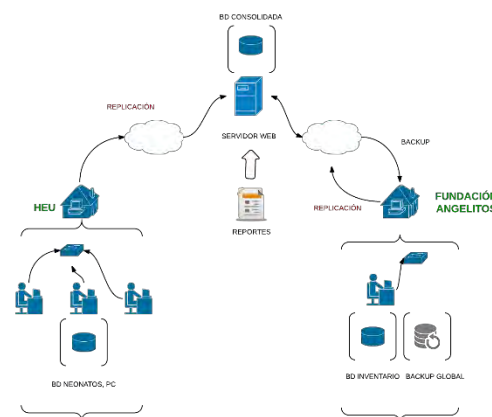 BD CONSOLIDADA
REPLICACIÓN
SERVIDOR WEB
BACKUP
HEU
REPLICACIÓN
FUNDACIÓN
ANGELITOS
REPORTES
BD NEONATOS, PC
BD INVENTARIO
BACKUP GLOBAL